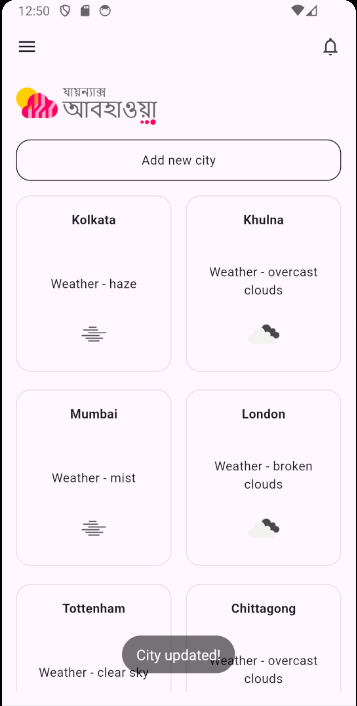 12:50
যায়ন্যাক্স
আবহাওয়া
Add new city
Kolkata
Khulna
Weather - haze
Weather - overcast
clouds
Mumbai
London
Weather - mist
Weather - broken
clouds
Tottenham
Chittagong
Weather - clear sky
Weather - overcast
clouds
City updated!